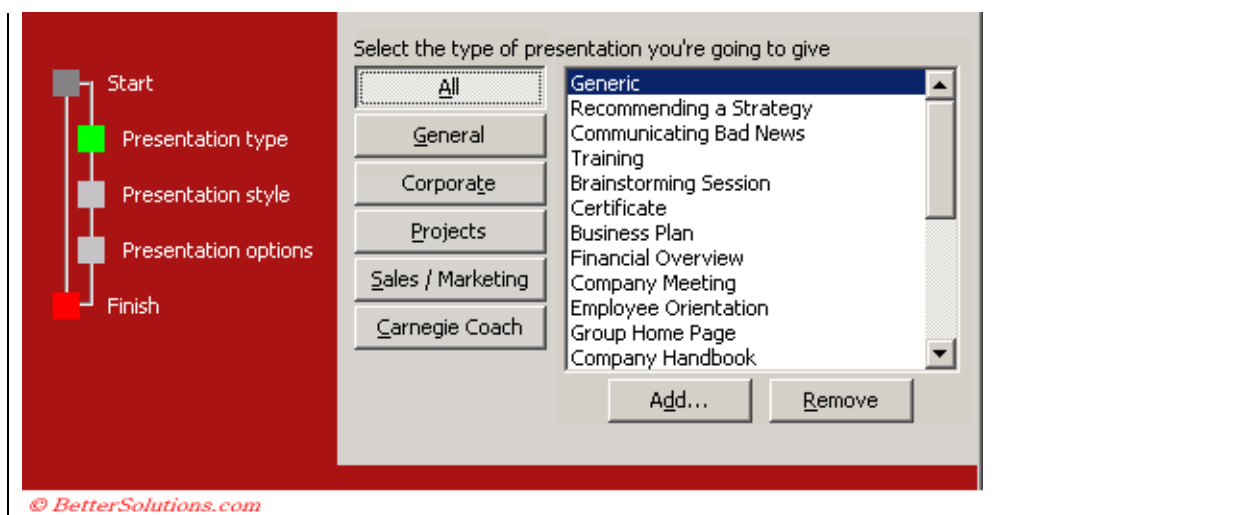 Start
Presentation type
Presentation style
Presentation options
Finish
Select the type of presentation you're going to give
All
General
Corporate
Projects
Sales / Marketing
Carnegie Coach
Generic
Recommending a Strategy
Communicating Bad News
Training
Brainstorming Session
Certificate
Business Plan
Financial Overview
Company Meeting
Employee Orientation
Group Home Page
Company Handbook
Add...
Remove
© BetterSolutions.com